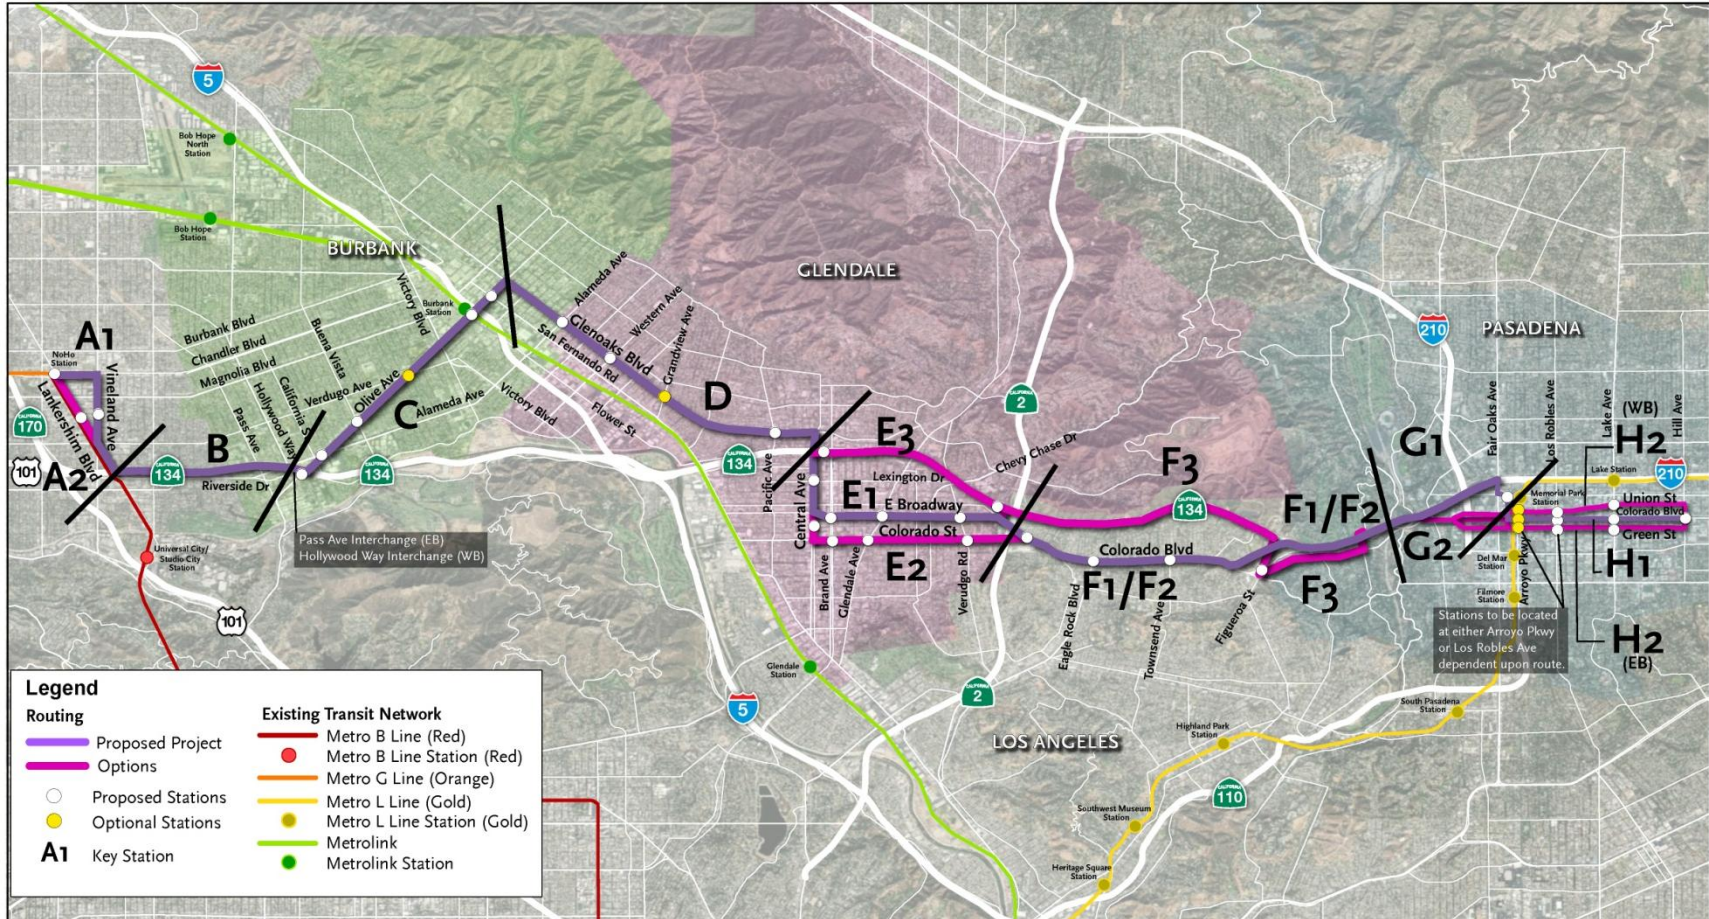 5
Bob Hope
North
Station
Bob Hope
Station
BURBANK
GLENDALE
PASADENA
LOS ANGELES
210
2
Burbank
Station
Victory Blvd
Alameda Ave
Western Ave
Grandview Ave
Glenoaks Blvd
San Fernando Rd
Flower St
Victory Blvd
Burbank Blvd
Chandler Blvd
Magnolia Blvd
Buena Vista
California St
Hollywood Way
Pass Ave
Verdugo Ave
Olive Ave
Alameda Ave
A1
NoHo
Station
Vineland Ave
Lankershim Blvd
CALIFORNIA
170
101
A2
B
CALIFORNIA
134
Riverside Dr
C
CALIFORNIA
134
D
Pass Ave Interchange (EB)
Hollywood Way Interchange (WB)
Universal City/
Studio City
Station
101
CALIFORNIA
134
Pacific Ave
Central Ave
E3
Lexington Dr
Chevy Chase Dr
E1
E Broadway
Colorado St
E2
Brand Ave
Glendale Ave
Verudgo Rd
F3
CALIFORNIA
134
F1/F2
Colorado Blvd
F1/F2
F3
Eagle Rock Blvd
Townsend Ave
Figueroa St
G1
G2
Fair Oaks Ave
Los Robles Ave
Lake Ave
Hill Ave
(WB)
H2
Lake Station
210
Memorial Park
Station
Union St
Colorado Blvd
Green St
Del Mar
Station
Arroyo Pkwy
Fillmore
Station
H1
Stations to be located
at either Arroyo Pkwy
or Los Robles Ave
dependent upon route.
H2
(EB)
Glendale
Station
5
CALIFORNIA
2
South Pasadena
Station
Highland Park
Station
CALIFORNIA
110
Southwest Museum
Station
Heritage Square
Station
Legend
Routing
Proposed Project
Options
Proposed Stations
Optional Stations
A1 Key Station
Existing Transit Network
Metro B Line (Red)
Metro B Line Station (Red)
Metro G Line (Orange)
Metro L Line (Gold)
Metro L Line Station (Gold)
Metrolink
Metrolink Station